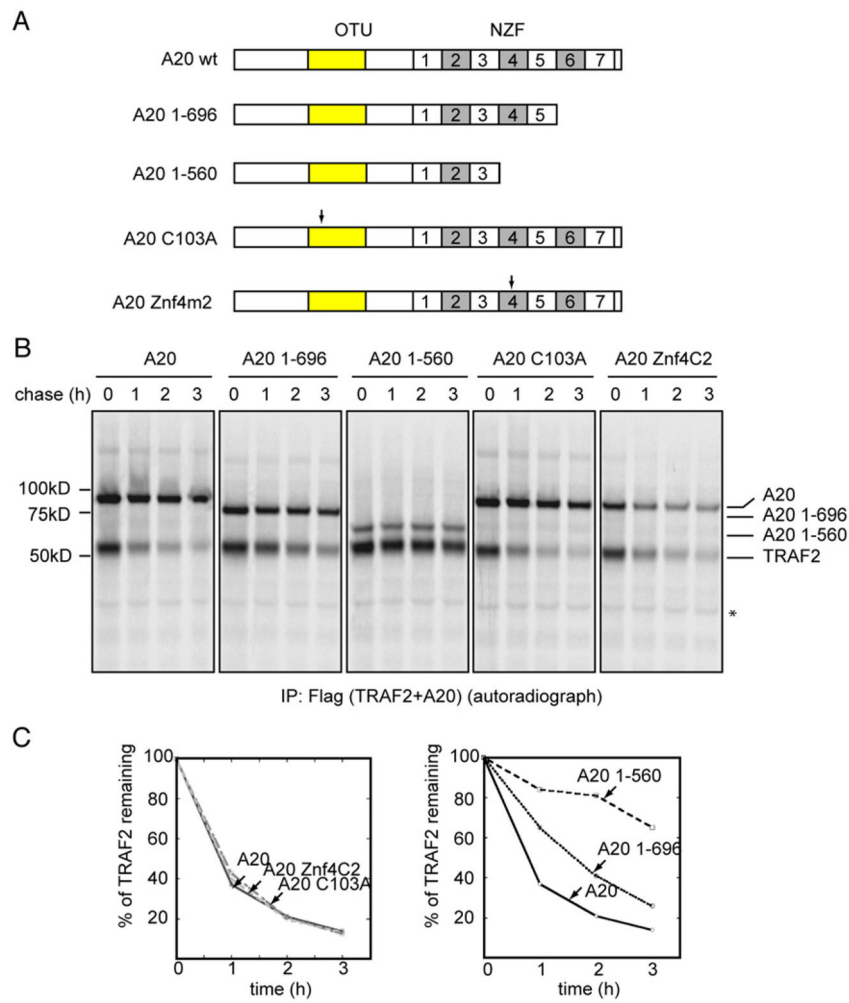 A
OTU NZF
A20 wt 1 2 3 4 5 6 7
A20 1-696 1 2 3 4 5
A20 1-560 1 2 3
A20 C103A 1 2 3 4 5 6 7
A20 Znf4m2 1 2 3 4 5 6 7
B
A20 A20 1-696 A20 1-560 A20 C103A A20 Znf4C2
chase (h) 0 1 2 3 0 1 2 3 0 1 2 3 0 1 2 3 0 1 2 3
100kD
75kD
50kD
A20
A20 1-696
A20 1-560
TRAF2
*
IP: Flag (TRAF2+A20) (autoradiograph)
C
% of TRAF2 remaining
100
80
60
40
20
A20
A20 Znf4C2
A20 C103A
0 1 2 3
time (h)
% of TRAF2 remaining
100
80
60
40
20
A20 1-560
A20 1-696
A20
0 1 2 3
time (h)